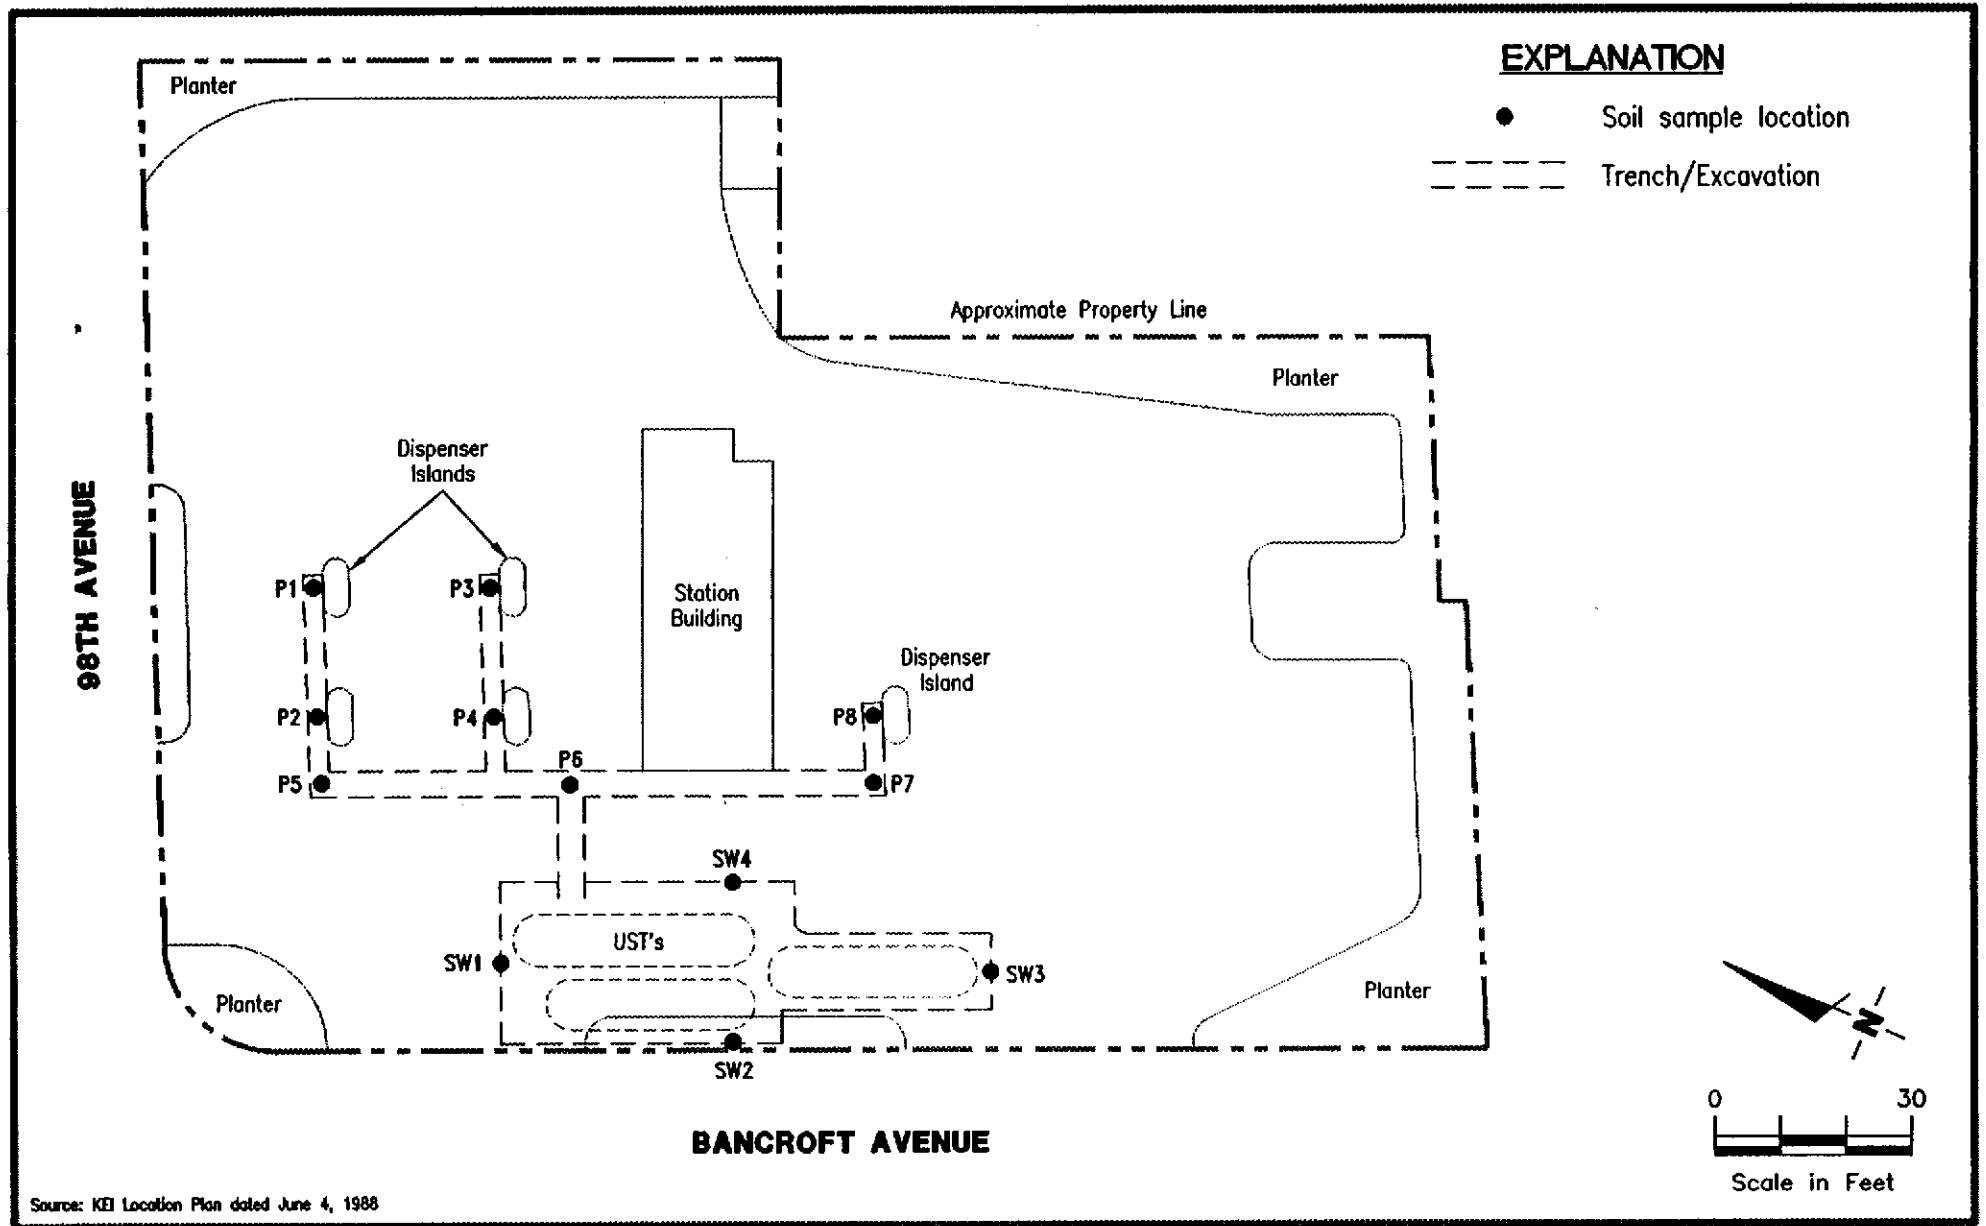 EXPLANATION
Soil sample location
Trench/Excavation
Planter
Approximate Property Line
Planter
98TH AVENUE
Dispenser
Islands
P1
P3
Station
Building
Dispenser
Island
P2
P4
P8
P6
P5
P7
SW4
UST's
SW1
SW3
Planter
Planter
SW2
N
BANCROFT AVENUE
0 30
Scale in Feet
Source: KEI Location Plan dated June 4, 1988